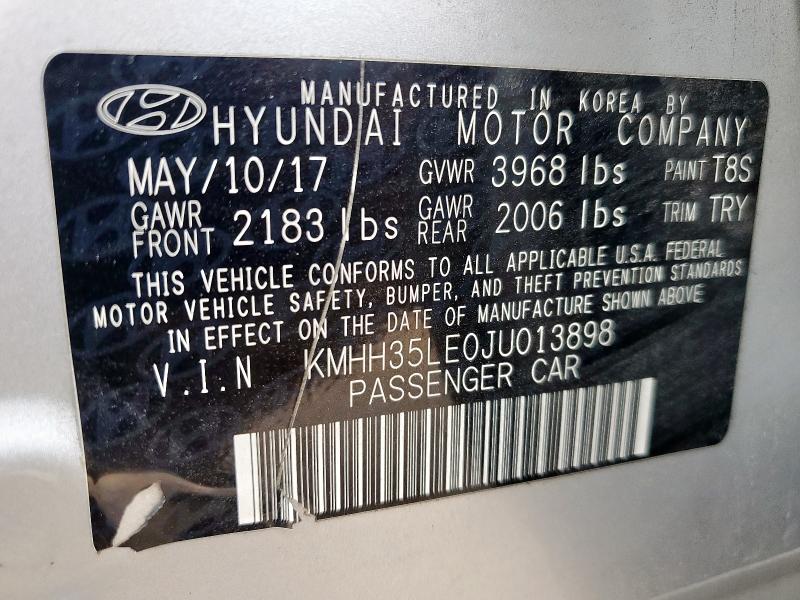 MANUFACTURED IN KOREA BY
HYUNDAI MOTOR COMPANY
MAY/10/17 GVWR 3968 lbs PAINT T8S
GAWR FRONT 2183 lbs GAWR REAR 2006 lbs TRIM TRY
THIS VEHICLE CONFORMS TO ALL APPLICABLE U.S.A. FEDERAL
MOTOR VEHICLE SAFETY, BUMPER, AND THEFT PREVENTION STANDARDS
IN EFFECT ON THE DATE OF MANUFACTURE SHOWN ABOVE
V.I.N KMHH35LE0JU013898
PASSENGER CAR